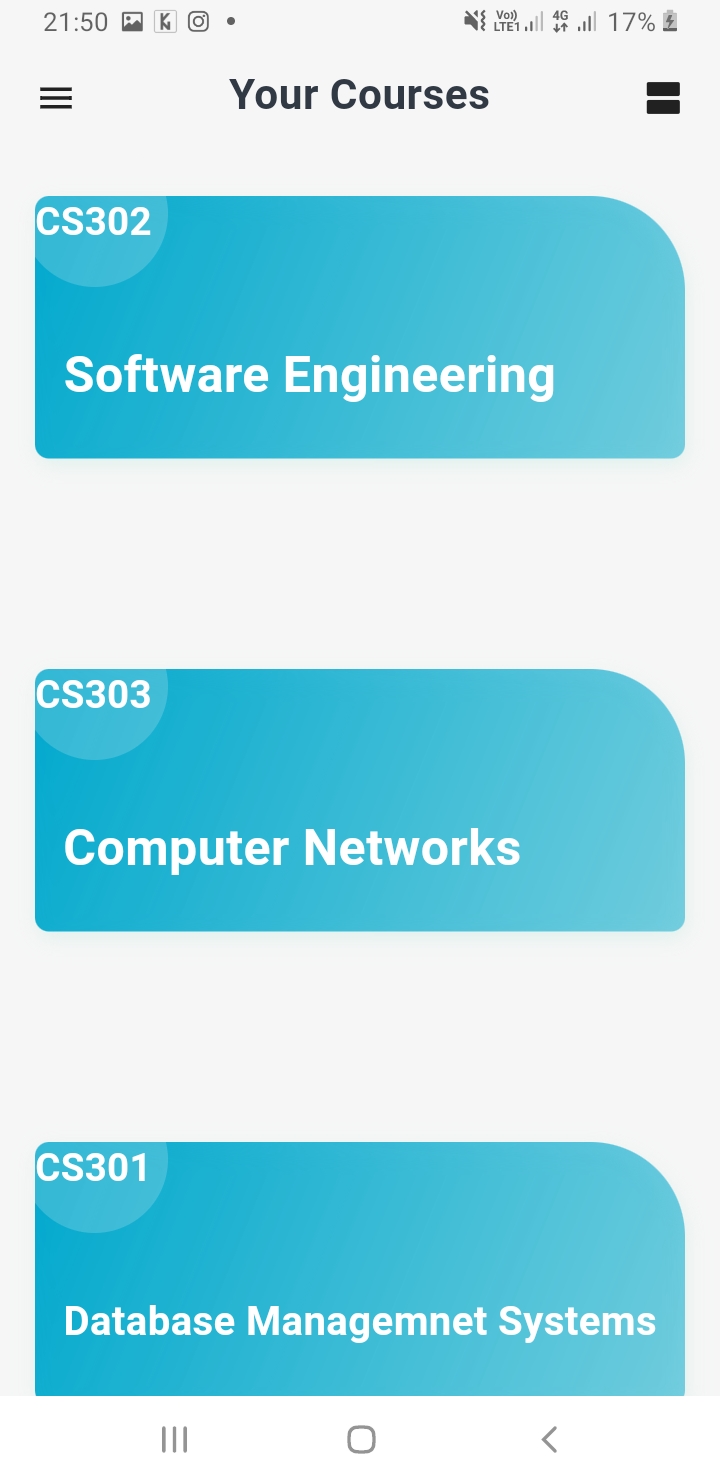 21:50 Vo)) LTE1 4G 17%
Your Courses
CS302
Software Engineering
CS303
Computer Networks
CS301
Database Managemnet Systems